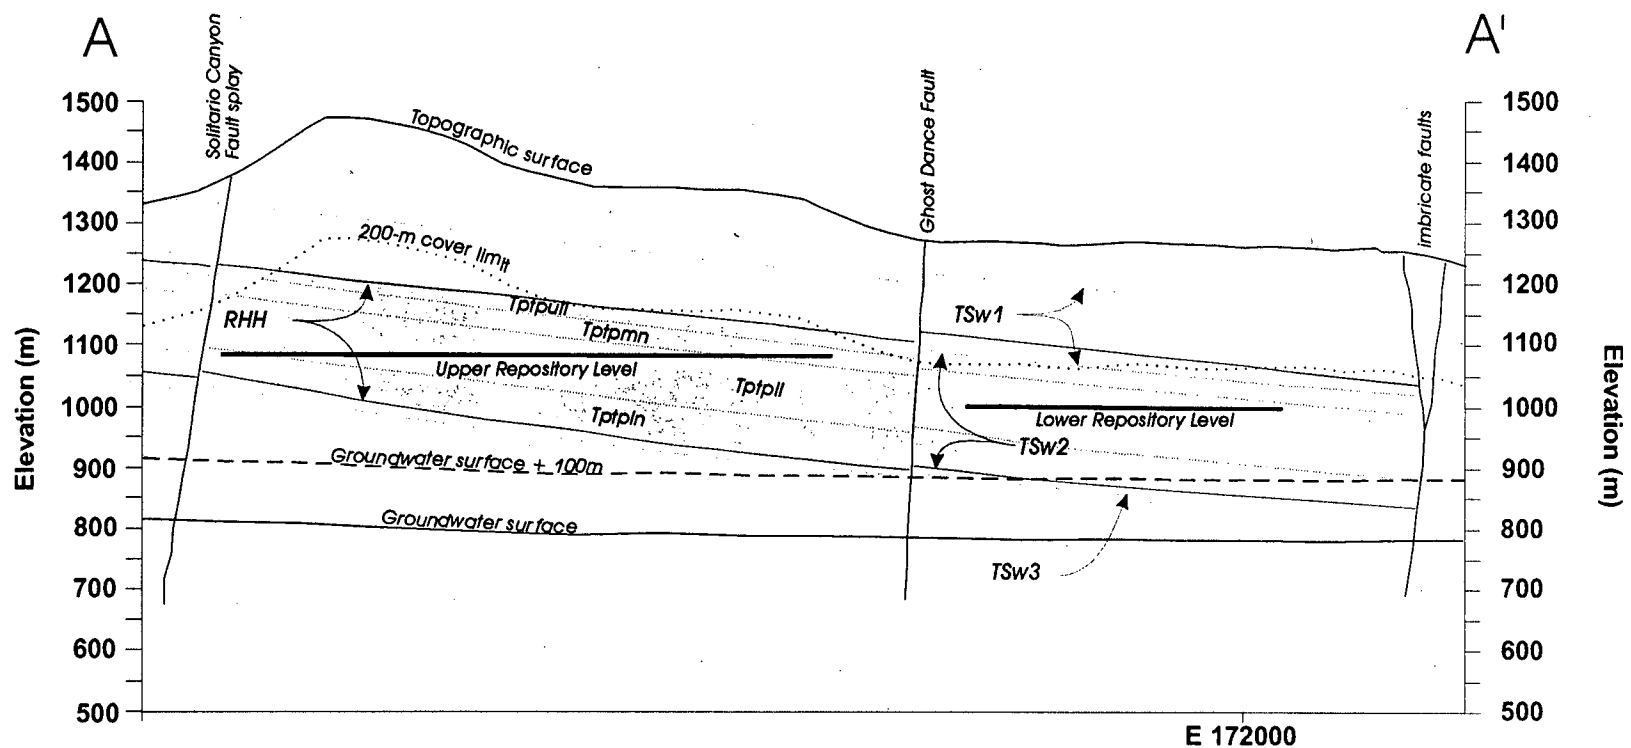 A
A'
Solitario Canyon
Fault splay
Ghost Dance Fault
imbricate faults
Topographic surface
200-m cover limit
1500
1400
1300
1200
1100
1000
900
800
700
600
500
Elevation (m)
RHH
Tptpull
Tptpmn
Upper Repository Level
Tptpll
Tptpln
TSw1
Lower Repository Level
TSw2
Groundwater surface + 100m
Groundwater surface
TSw3
1500
1400
1300
1200
1100
1000
900
800
700
600
500
Elevation (m)
E 172000